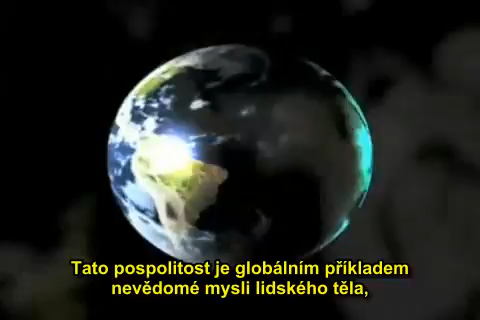 Tato pospolitost je globálním příkladem
nevědomé mysli lidského těla,